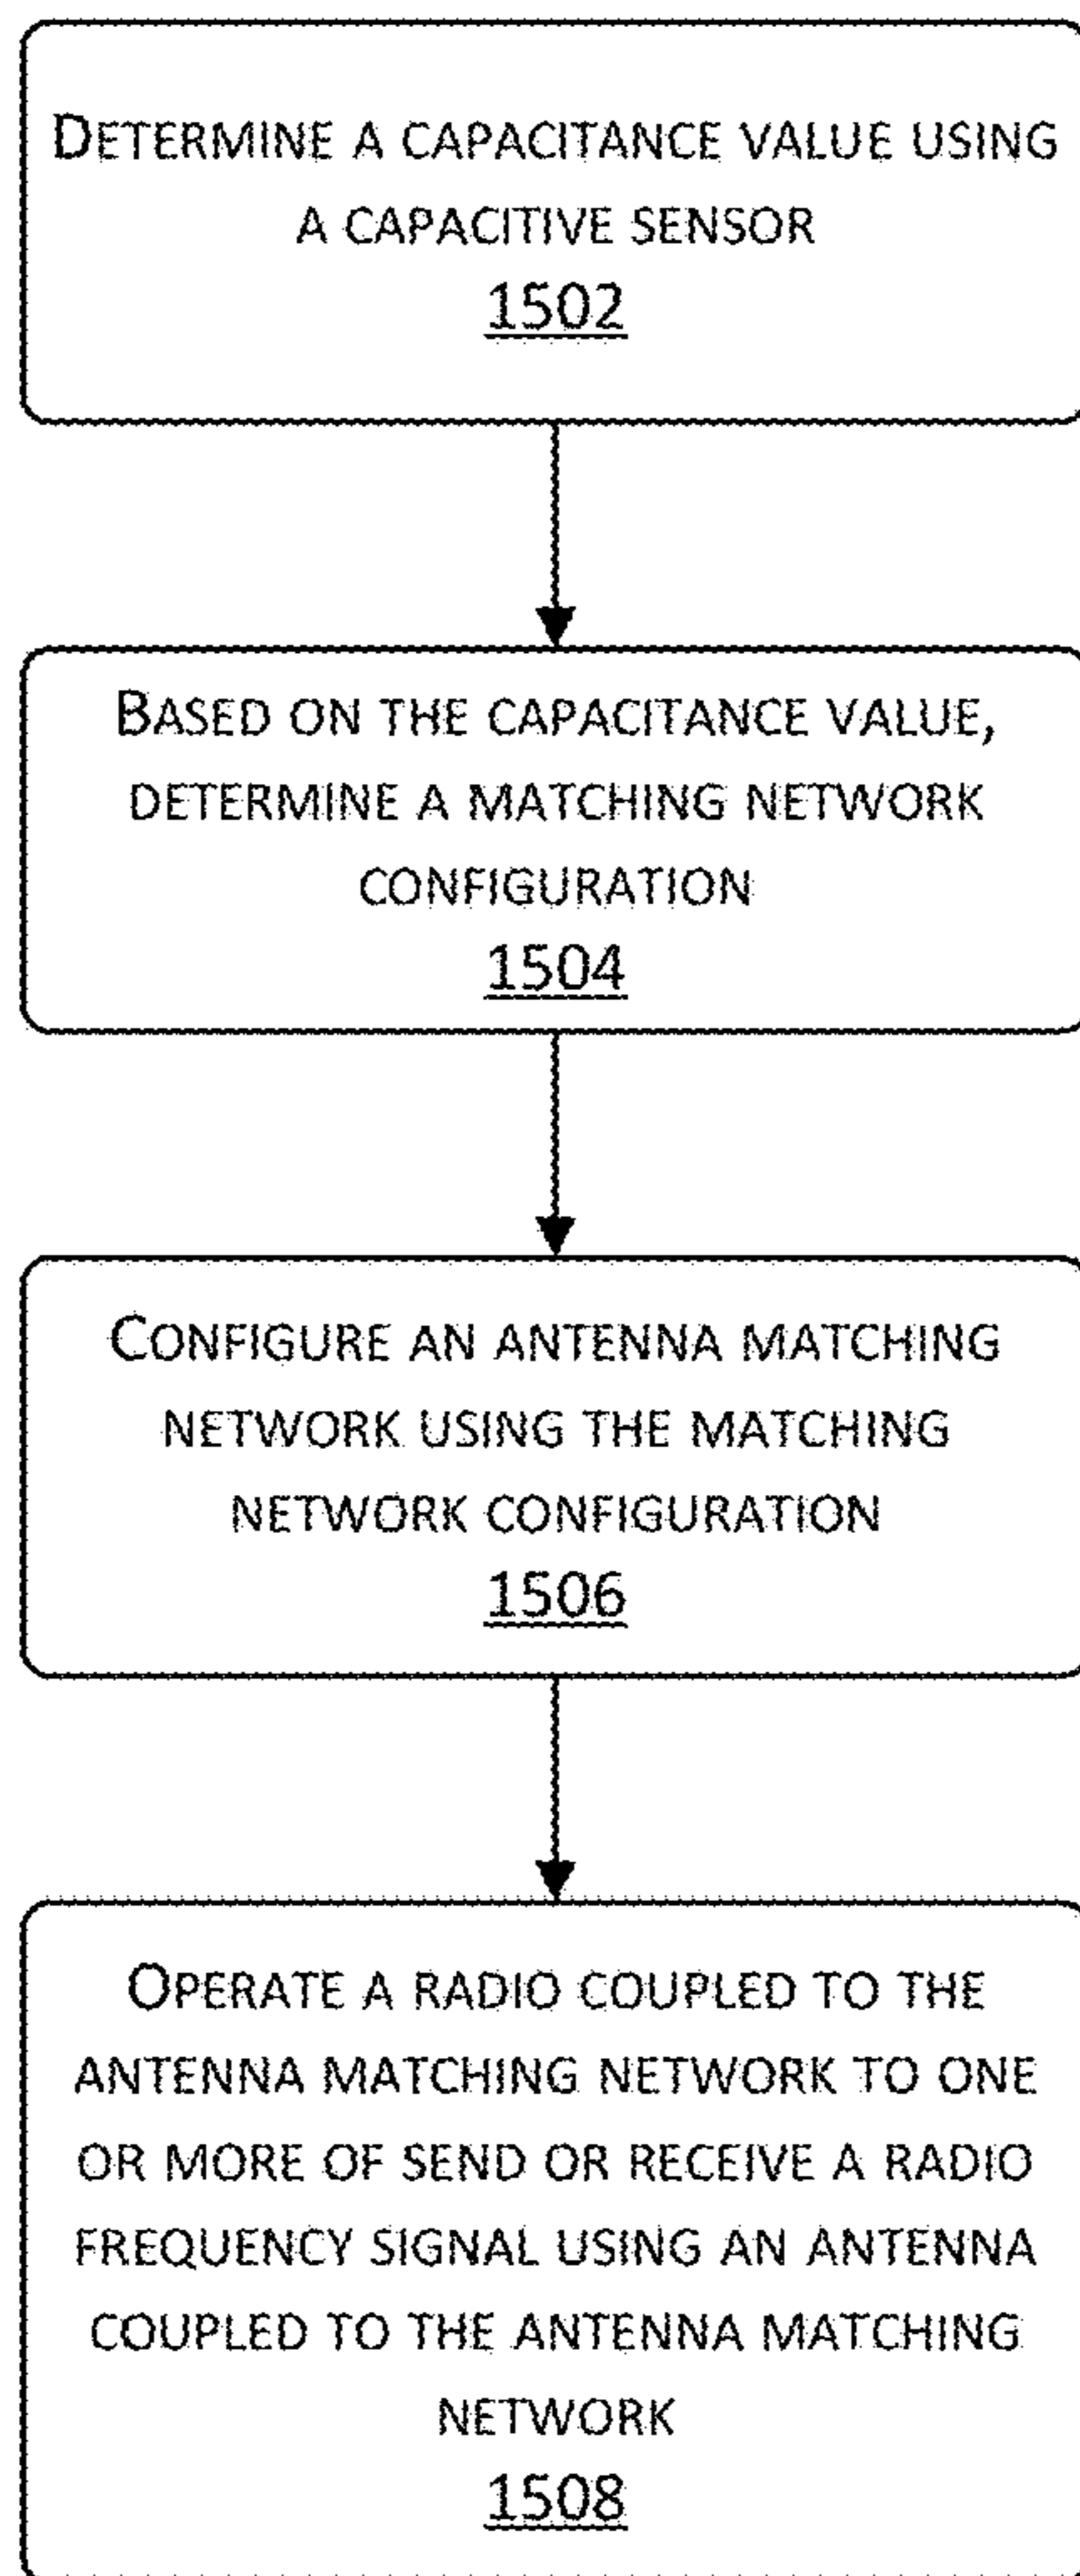 DETERMINE A CAPACITANCE VALUE USING
A CAPACITIVE SENSOR
1502
BASED ON THE CAPACITANCE VALUE,
DETERMINE A MATCHING NETWORK
CONFIGURATION
1504
CONFIGURE AN ANTENNA MATCHING
NETWORK USING THE MATCHING
NETWORK CONFIGURATION
1506
OPERATE A RADIO COUPLED TO THE
ANTENNA MATCHING NETWORK TO ONE
OR MORE OF SEND OR RECEIVE A RADIO
FREQUENCY SIGNAL USING AN ANTENNA
COUPLED TO THE ANTENNA MATCHING
NETWORK
1508